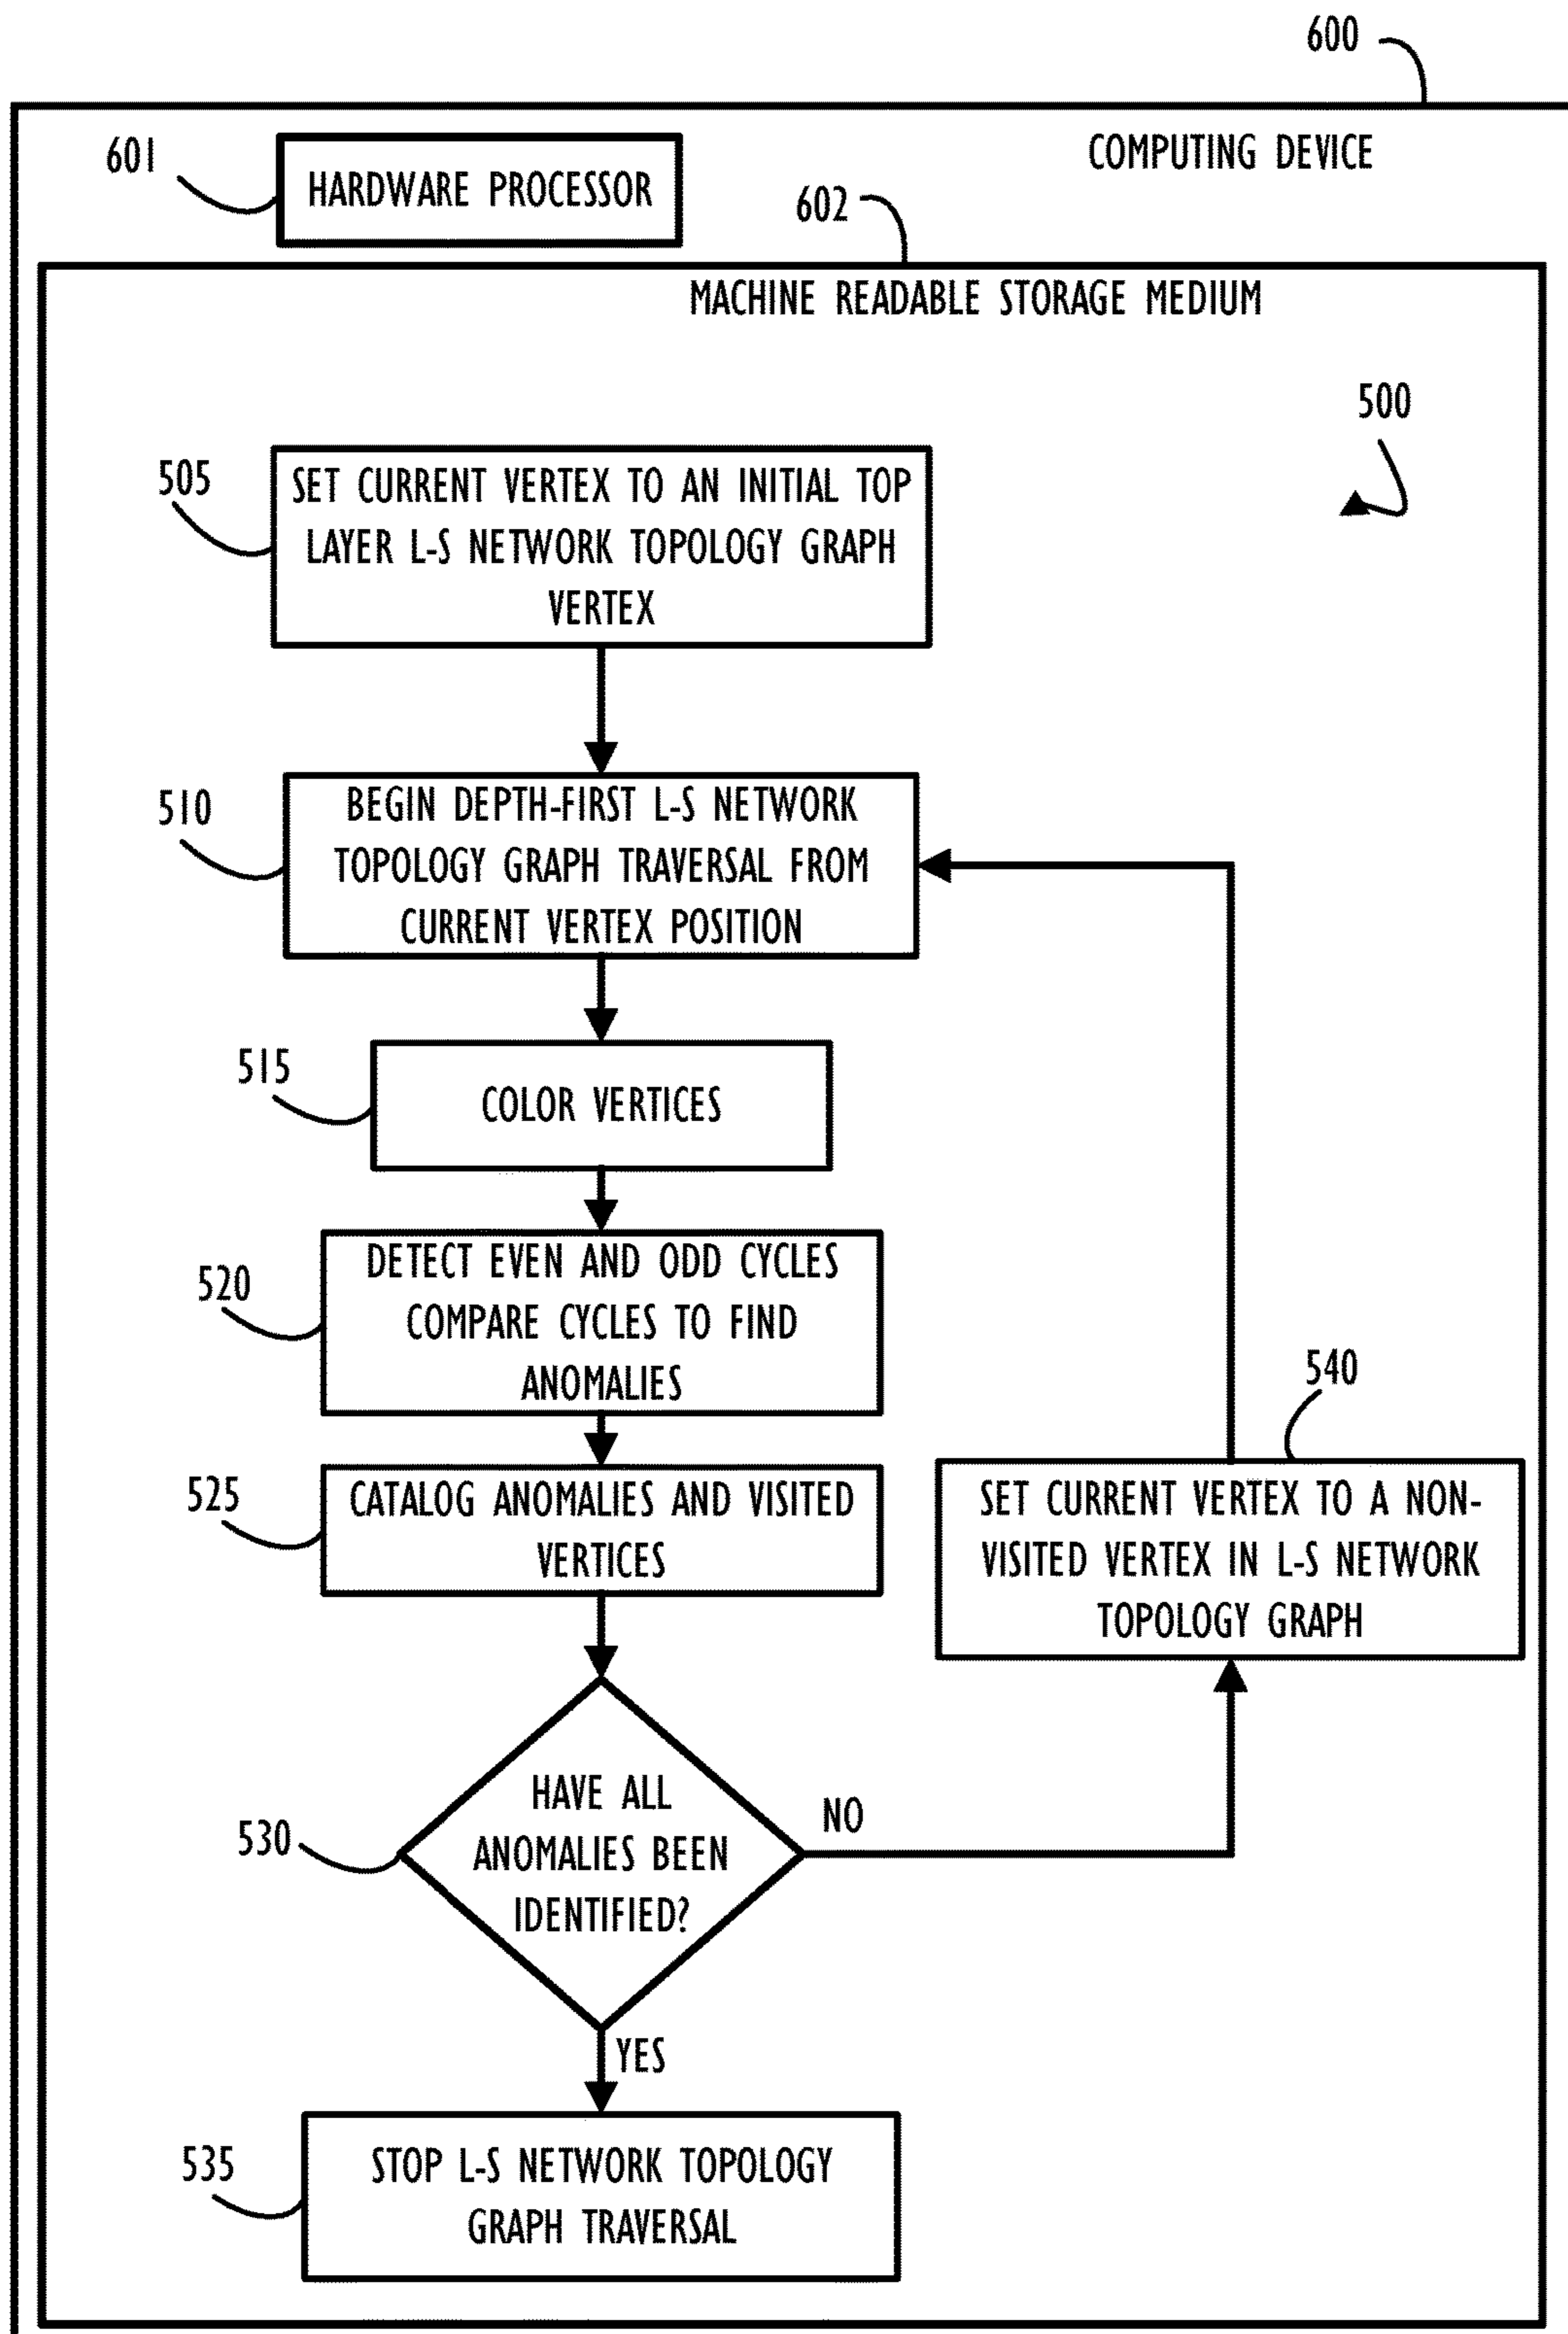 600
COMPUTING DEVICE
601
HARDWARE PROCESSOR
602
MACHINE READABLE STORAGE MEDIUM
500
505
SET CURRENT VERTEX TO AN INITIAL TOP
LAYER L-S NETWORK TOPOLOGY GRAPH
VERTEX
510
BEGIN DEPTH-FIRST L-S NETWORK
TOPOLOGY GRAPH TRAVERSAL FROM
CURRENT VERTEX POSITION
515
COLOR VERTICES
520
DETECT EVEN AND ODD CYCLES
COMPARE CYCLES TO FIND
ANOMALIES
525
CATALOG ANOMALIES AND VISITED
VERTICES
540
SET CURRENT VERTEX TO A NON-
VISITED VERTEX IN L-S NETWORK
TOPOLOGY GRAPH
530
HAVE ALL
ANOMALIES BEEN
IDENTIFIED?
NO
YES
535
STOP L-S NETWORK TOPOLOGY
GRAPH TRAVERSAL